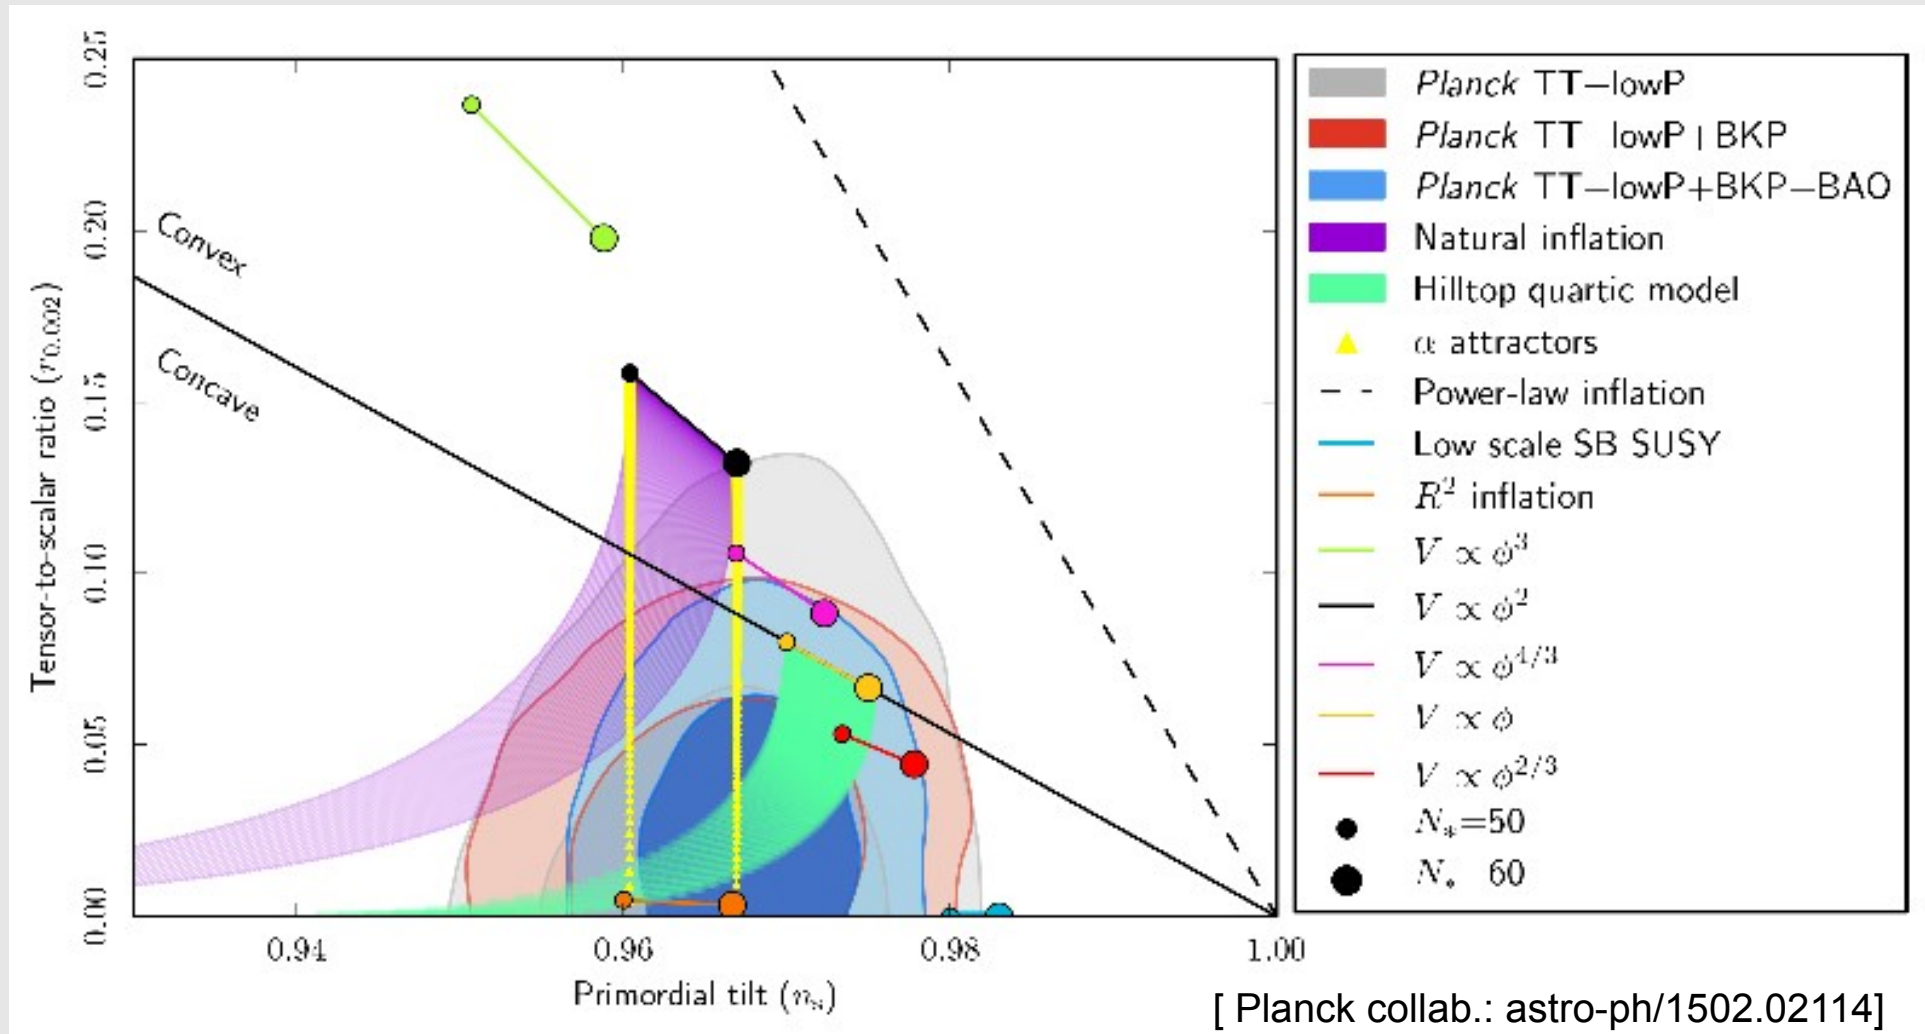 0.25
0.20
0.15
0.10
0.05
0.00
Tensor-to-scalar ratio (r0.002)
Convex
Concave
0.94 0.96 0.98 1.00
Primordial tilt (ns)
Planck TT—lowP
Planck TT lowP+BKP
Planck TT—lowP+BKP—BAO
Natural inflation
Hilltop quartic model
α attractors
Power-law inflation
Low scale SB SUSY
R² inflation
V ∝ ϕ³
V ∝ ϕ²
V ∝ ϕ^4/3
V ∝ ϕ
V ∝ ϕ^2/3
N*=50
N* 60
[ Planck collab.: astro-ph/1502.02114]